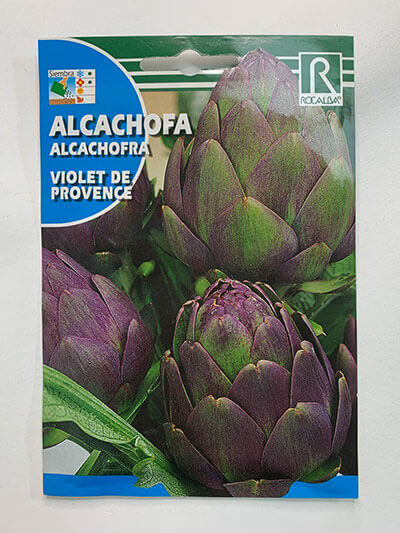 Siembra
ALCACHOFA
ALCACHOFRA
VIOLET DE
PROVENCE
R
ROCALBA